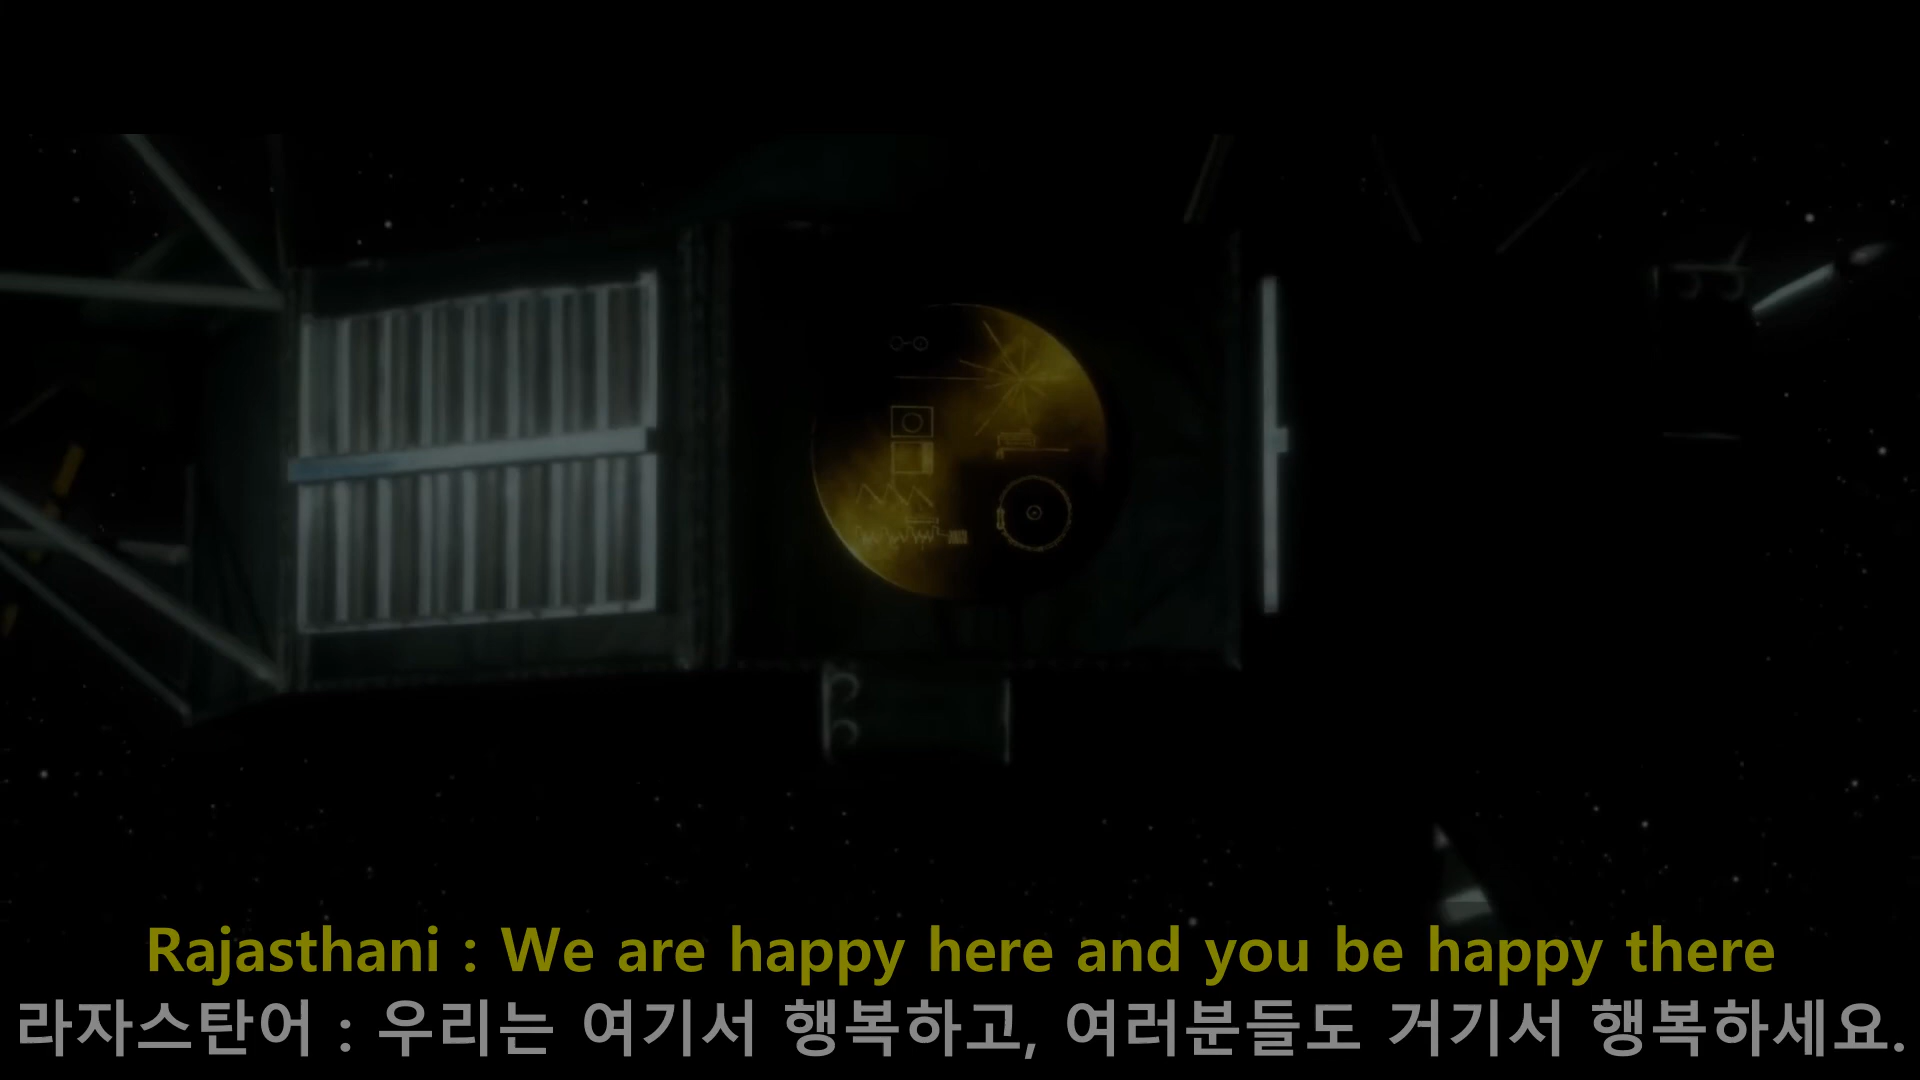 Rajasthani : We are happy here and you be happy there
라자스탄어 : 우리는 여기서 행복하고, 여러분들도 거기서 행복하세요.